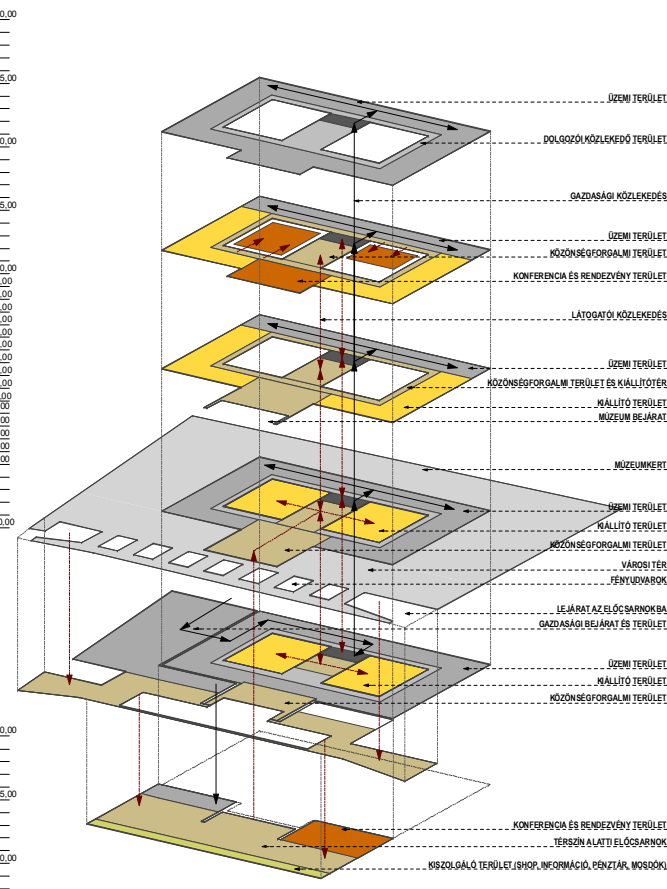 ÜZEMI TERÜLET
DOLGOZÓI KÖZLEKEDŐ TERÜLET
GAZDASÁGI KÖZLEKEDÉS
ÜZEMI TERÜLET
KÖZÖNSÉGFORGALMI TERÜLET
KONFERENCIA ÉS RENDEZVÉNY TERÜLET
LÁTOGATÓI KÖZLEKEDÉS
ÜZEMI TERÜLET
KÖZÖNSÉGFORGALMI TERÜLET ÉS KIÁLLÍTÓTÉR
KIÁLLÍTÓ TERÜLET
MÚZEUM BEJÁRAT
MÚZEUMKERT
ÜZEMI TERÜLET
KIÁLLÍTÓ TERÜLET
KÖZÖNSÉGFORGALMI TERÜLET
VÁROSI TÉR
FÉNYUDVAROK
LEJÁRAT AZ ELŐCSARNOKBA
GAZDASÁGI BEJÁRAT ÉS TERÜLET
ÜZEMI TERÜLET
KIÁLLÍTÓ TERÜLET
KÖZÖNSÉGFORGALMI TERÜLET
KONFERENCIA ÉS RENDEZVÉNY TERÜLET
TÉRSZÍN ALATTI ELŐCSARNOK
KISZOLGÁLÓ TERÜLET (SHOP, INFORMÁCIÓ, PÉNZTÁR, MOSDÓK)